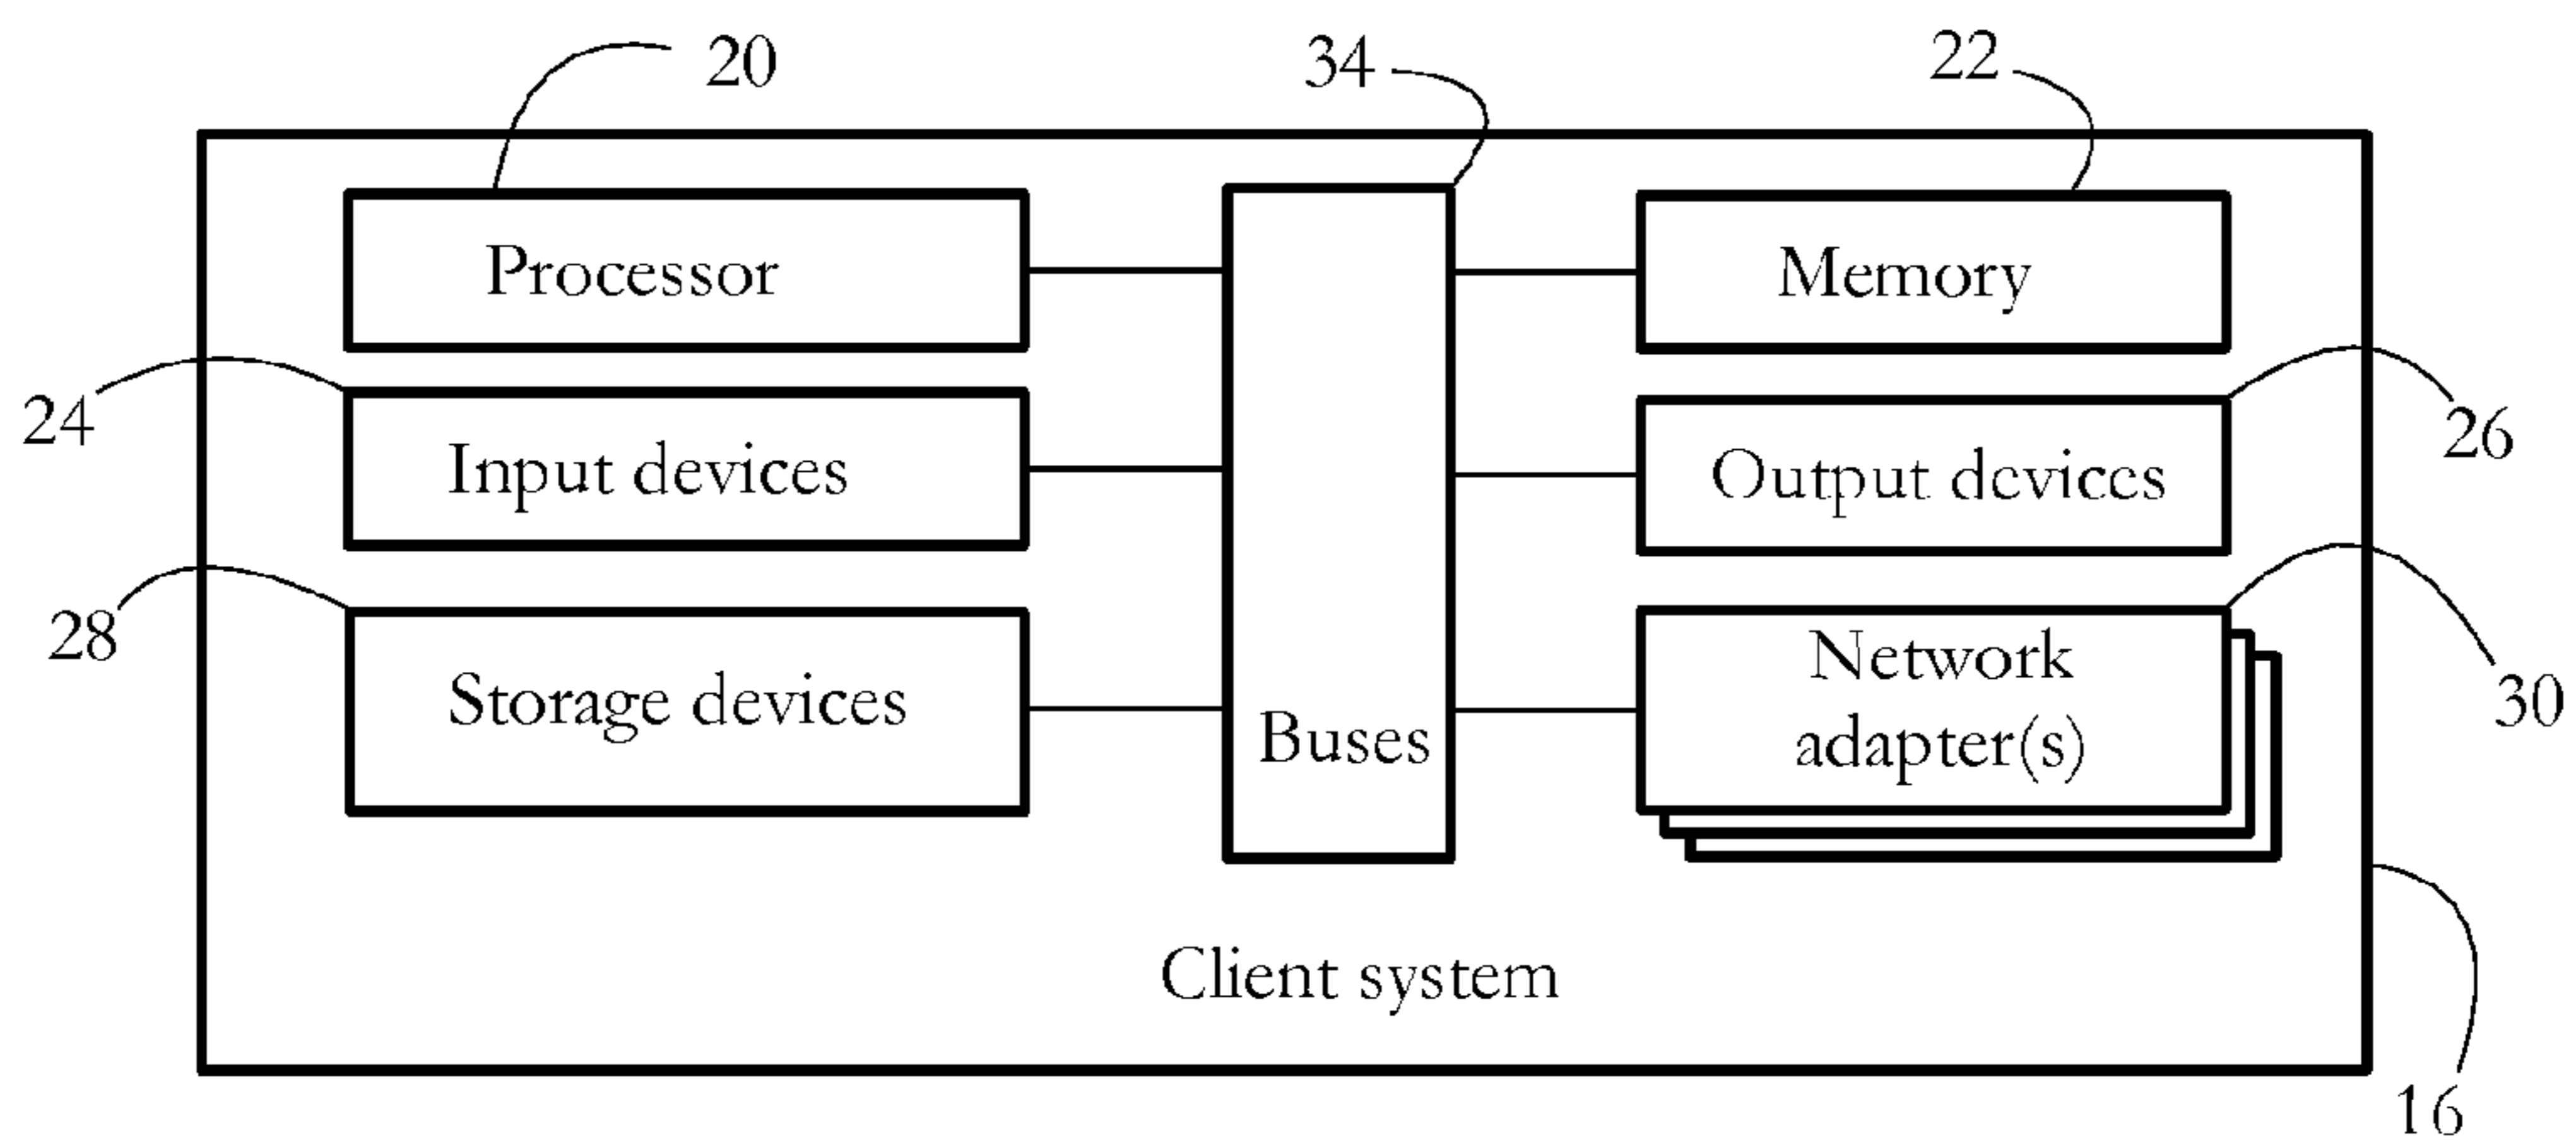 20
34
22
Processor
Memory
24
Input devices
Output devices
26
28
Storage devices
Buses
Network
adapter(s)
30
Client system
16